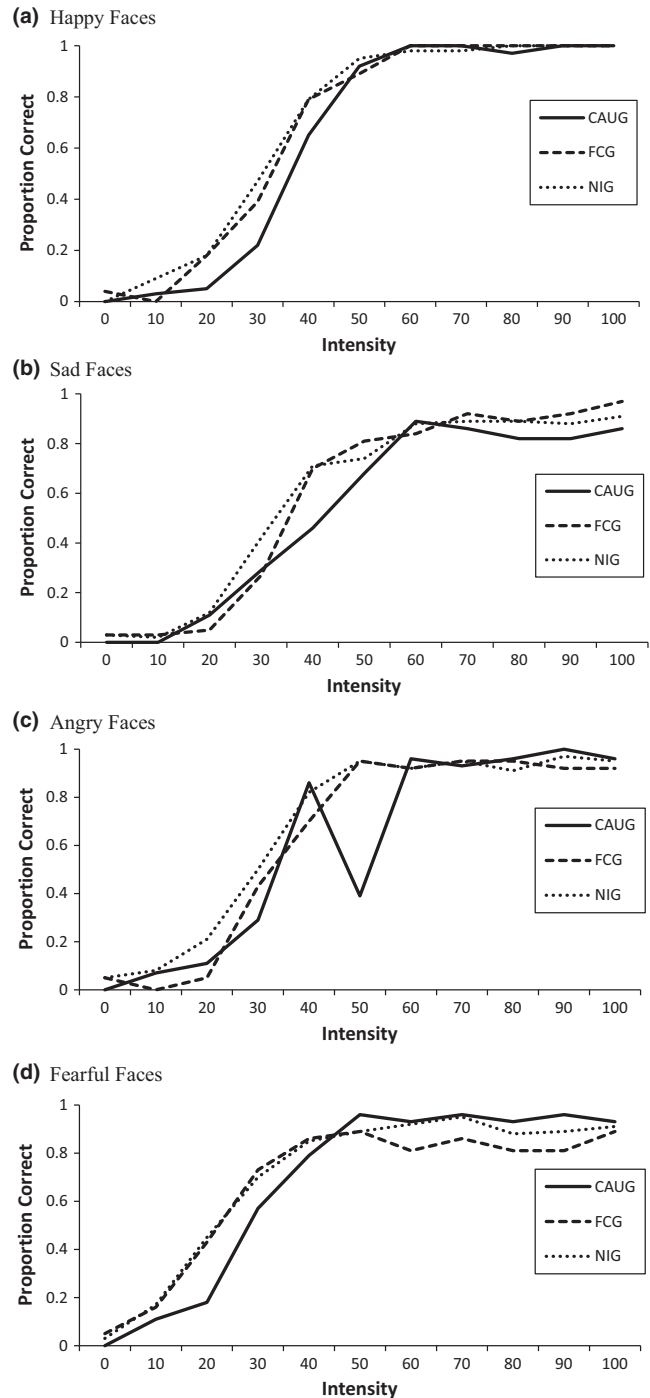 (a) Happy Faces
Proportion Correct
1
0.8
0.6
0.4
0.2
0
0 10 20 30 40 50 60 70 80 90 100
Intensity
CAUG
FCG
NIG
(b) Sad Faces
Proportion Correct
1
0.8
0.6
0.4
0.2
0
0 10 20 30 40 50 60 70 80 90 100
Intensity
CAUG
FCG
NIG
(c) Angry Faces
Proportion Correct
1
0.8
0.6
0.4
0.2
0
0 10 20 30 40 50 60 70 80 90 100
Intensity
CAUG
FCG
NIG
(d) Fearful Faces
Proportion Correct
1
0.8
0.6
0.4
0.2
0
0 10 20 30 40 50 60 70 80 90 100
Intensity
CAUG
FCG
NIG